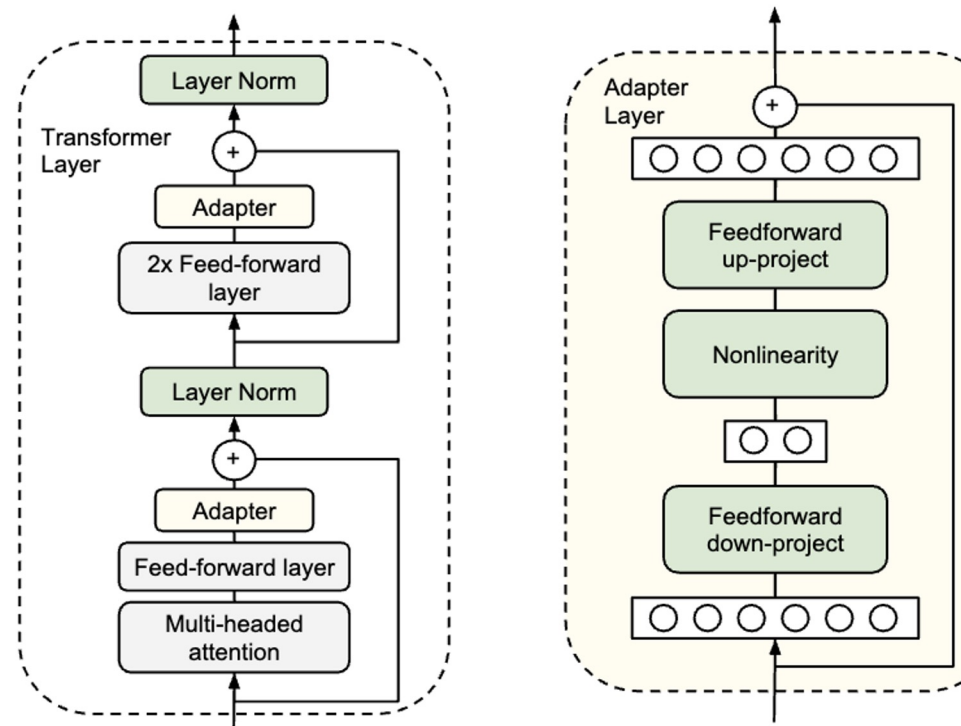 Layer Norm
Transformer
Layer
+
Adapter
2x Feed-forward
layer
Layer Norm
+
Adapter
Feed-forward layer
Multi-headed
attention
Adapter
Layer
+
Feedforward
up-project
Nonlinearity
Feedforward
down-project